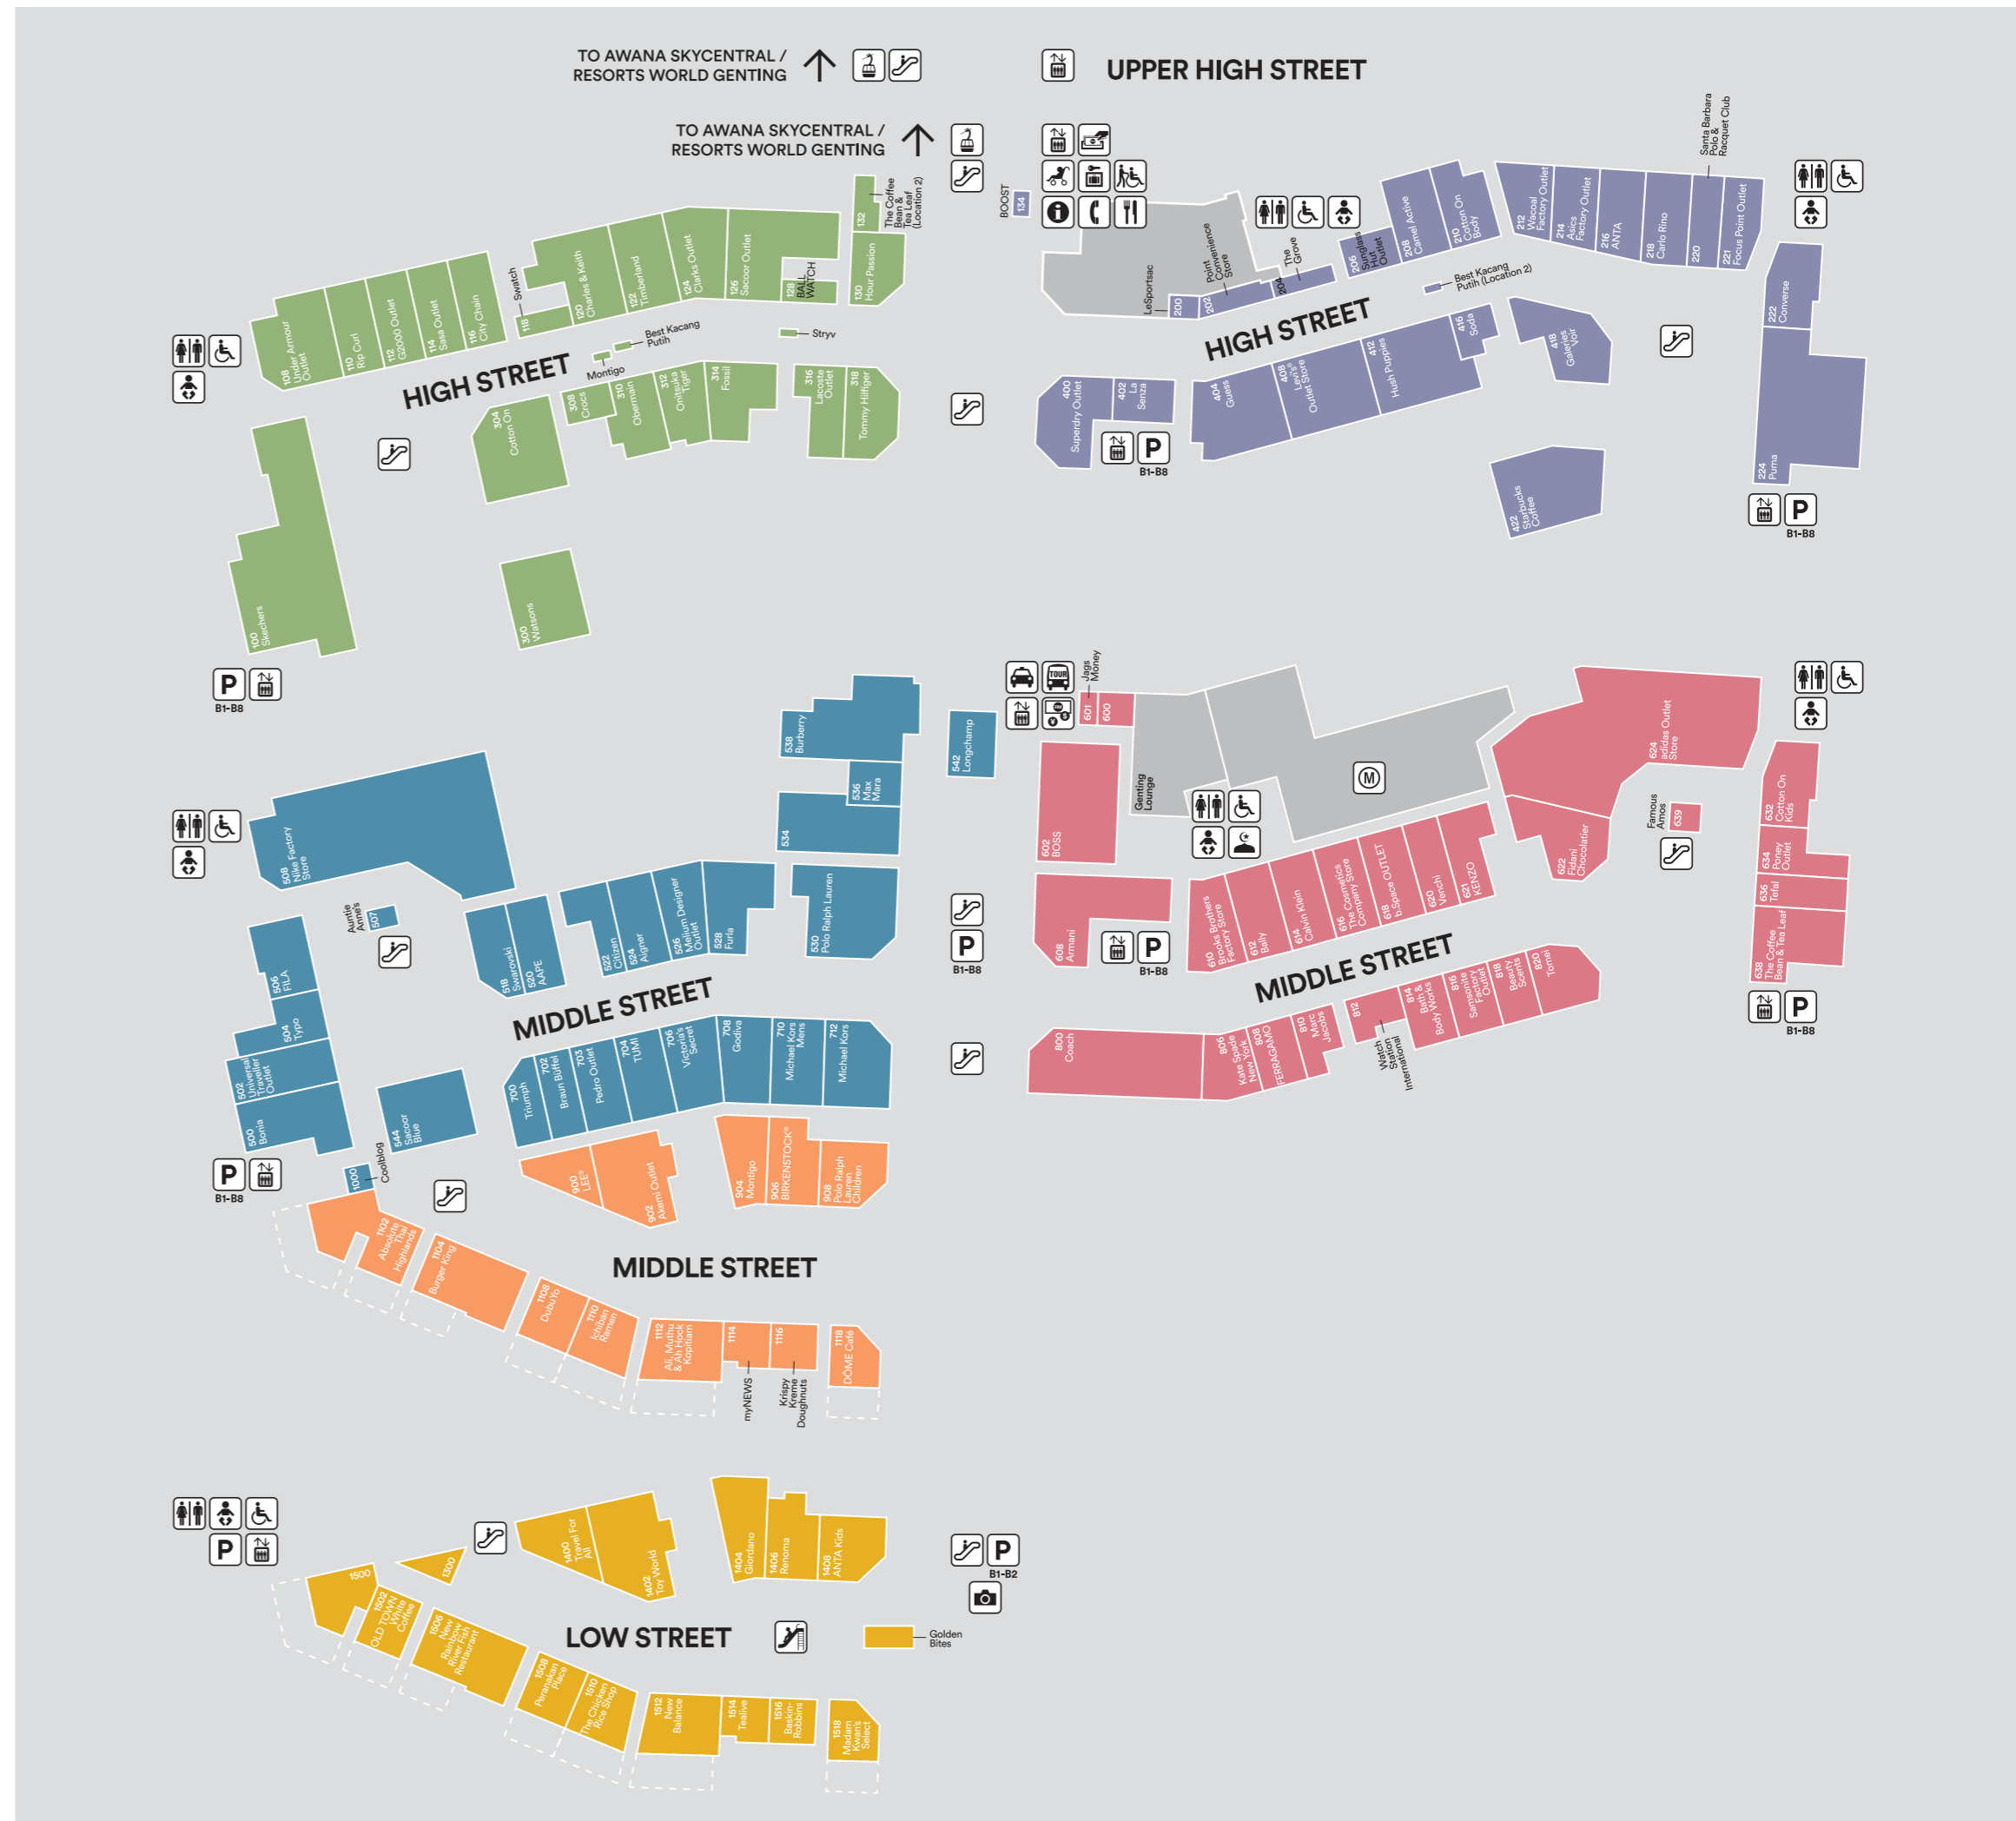 TO AWANA SKYCENTRAL /
RESORTS WORLD GENTING
UPPER HIGH STREET
TO AWANA SKYCENTRAL /
RESORTS WORLD GENTING
108
Under Armour
Outlet
110
Rip Curl
112
G2000 Outlet
114
Sasa Outlet
116
City Chain
Swatch
118
120
Charles & Keith
122
Timberland
124
Clarks Outlet
126
Sacoor Outlet
128
BALL
WATCH
130
Hour Passion
132
The Coffee
Bean &
Tea Leaf
(Location 2)
HIGH STREET
Montigo
Best Kacang
Putih
Stryv
304
Cotton On
308
Crocs
310
Obermain
312
Onitsuka
Tiger
314
Fossil
316
Lacoste
Outlet
318
Tommy Hilfiger
100
Skechers
300
Watsons
P
B1-B8
BOOST
134
LeSportsac
200
Point
Convenience
Store
202
The
Grove
204
206
Sunglass
Hut
Outlet
208
Camel Active
210
Cotton On
Body
212
Wacoal
Factory Outlet
214
Asics
Factory Outlet
216
ANTA
218
Carlo Rino
Santa Barbara
Polo &
Racquet Club
220
221
Focus Point Outlet
222
Converse
224
Puma
P
B1-B8
HIGH STREET
Best Kacang
Putih (Location 2)
400
Superdry Outlet
402
La
Senza
P
B1-B8
404
Guess
408
Levi's
Outlet Store
412
Hush Puppies
416
Soda
418
Galeries
Voir
422
Starbucks
Coffee
508
Nike Factory
Store
Auntie
Anne's
507
506
FILA
504
Typo
502
Universal
Traveller
Outlet
500
Bonia
P
B1-B8
544
Sacoor
Blue
1000
Coolblog
518
Swarovski
520
AAPE
522
Citizen
524
Aigner
526
Melium Designer
Outlet
528
Furla
530
Polo Ralph Lauren
534
536
Max
Mara
538
Burberry
542
Longchamp
P
B1-B8
MIDDLE STREET
700
Triumph
702
Braun Büffel
703
Pedro Outlet
704
TUMI
706
Victoria's
Secret
708
Godiva
710
Michael Kors
Mens
712
Michael Kors
TOUR
Jags
Money
601
600
602
BOSS
Genting
Lounge
M
608
Armani
P
B1-B8
610
Brooks Brothers
Factory Store
612
Bally
614
Calvin Klein
616
The Cosmetics
Company Store
618
b.Space OUTLET
620
Venchi
621
KENZO
622
Fidani
Chocolatier
624
adidas Outlet
Store
Famous
Amos
639
632
Cotton On
Kids
634
Poney
Outlet
636
Tefal
638
The Coffee
Bean & Tea Leaf
P
B1-B8
MIDDLE STREET
800
Coach
806
Kate Spade
New York
808
FERRAGAMO
810
Marc
Jacobs
812
Watch
Station
International
814
Bath &
Body Works
816
Samsonite
Factory
Outlet
818
Beauty
Scents
820
Tomei
900
LEE®
902
Akemi Outlet
904
Montigo
906
BIRKENSTOCK®
908
Polo Ralph
Lauren
Children
MIDDLE STREET
1102
Absolute
Thai
Highlands
1104
Burger King
1108
DubuYo
1110
Ichiban
Ramen
1112
Ali, Muthu
& Ah Hock
Kopitiam
1114
myNEWS
1116
Krispy
Kreme
Doughnuts
1118
DÔME Café
P
1300
1400
Travel For
All
1402
Toy World
1404
Giordano
1406
Renoma
1408
ANTA Kids
P
B1-B2
LOW STREET
Golden
Bites
1500
1502
OLD TOWN
White
Coffee
1506
New
Rainbow
River Fish
Restaurant
1508
Peranakan
Place
1510
The Chicken
Rice Shop
1512
New
Balance
1514
Tealive
1516
Baskin-
Robbins
1518
Madam
Kwan's
Select